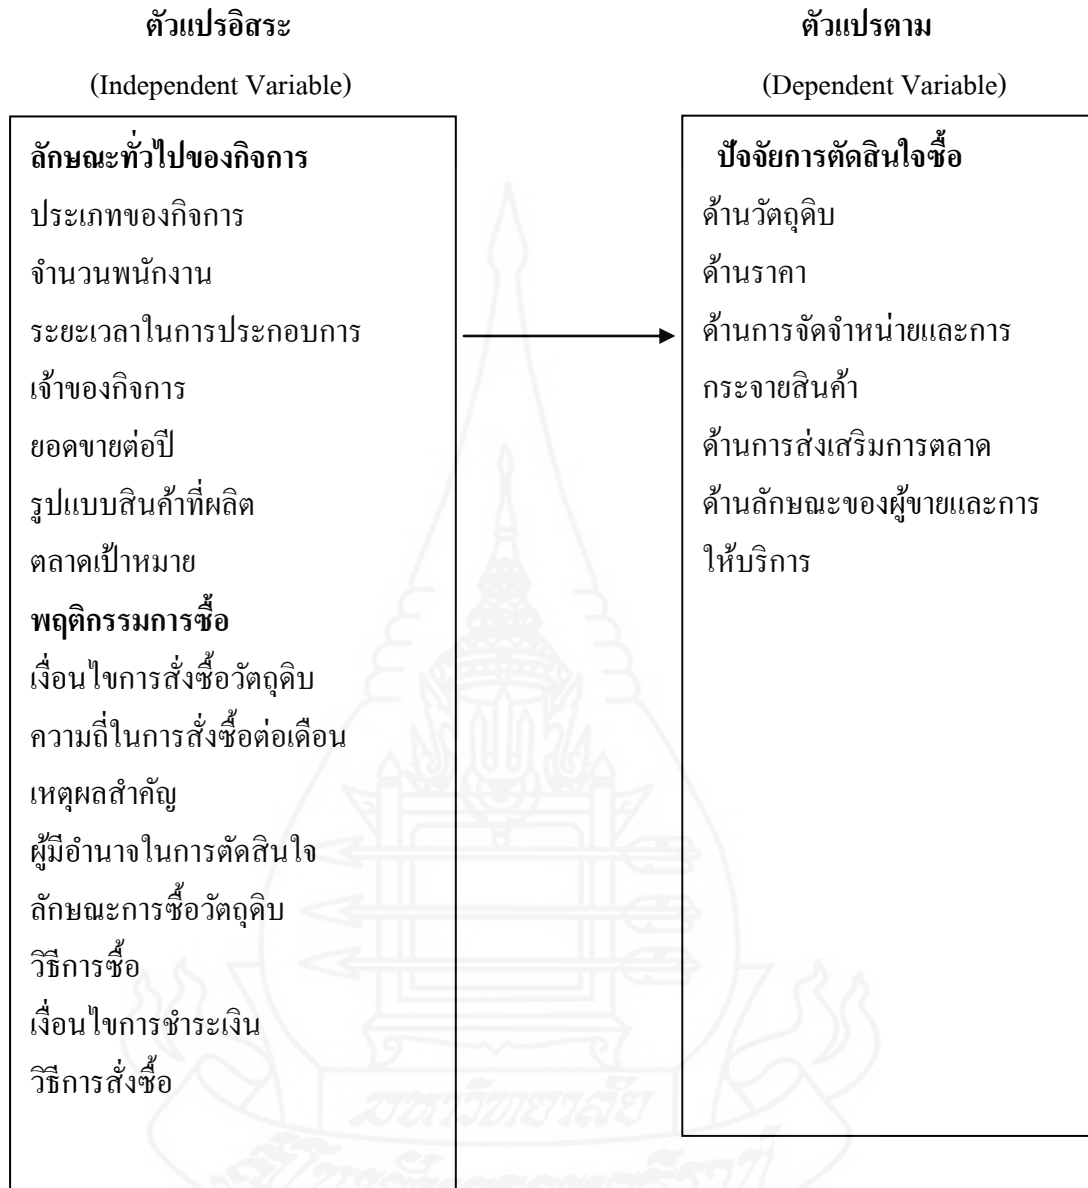 ตัวแปรอิสระ
(Independent Variable)
ลักษณะทั่วไปของกิจการ
ประเภทของกิจการ
จำนวนพนักงาน
ระยะเวลาในการประกอบการ
เจ้าของกิจการ
ยอดขายต่อปี
รูปแบบสินค้าที่ผลิต
ตลาดเป้าหมาย
พฤติกรรมการซื้อ
เงื่อนไขการสั่งซื้อวัตถุดิบ
ความถี่ในการสั่งซื้อต่อเดือน
เหตุผลสำคัญ
ผู้มีอำนาจในการตัดสินใจ
ลักษณะการซื้อวัตถุดิบ
วิธีการซื้อ
เงื่อนไขการชำระเงิน
วิธีการสั่งซื้อ
ตัวแปรตาม
(Dependent Variable)
ปัจจัยการตัดสินใจซื้อ
ด้านวัตถุดิบ
ด้านราคา
ด้านการจัดจำหน่ายและการ
กระจายสินค้า
ด้านการส่งเสริมการตลาด
ด้านลักษณะของผู้ขายและการ
ให้บริการ
มหาวิทยาลัย